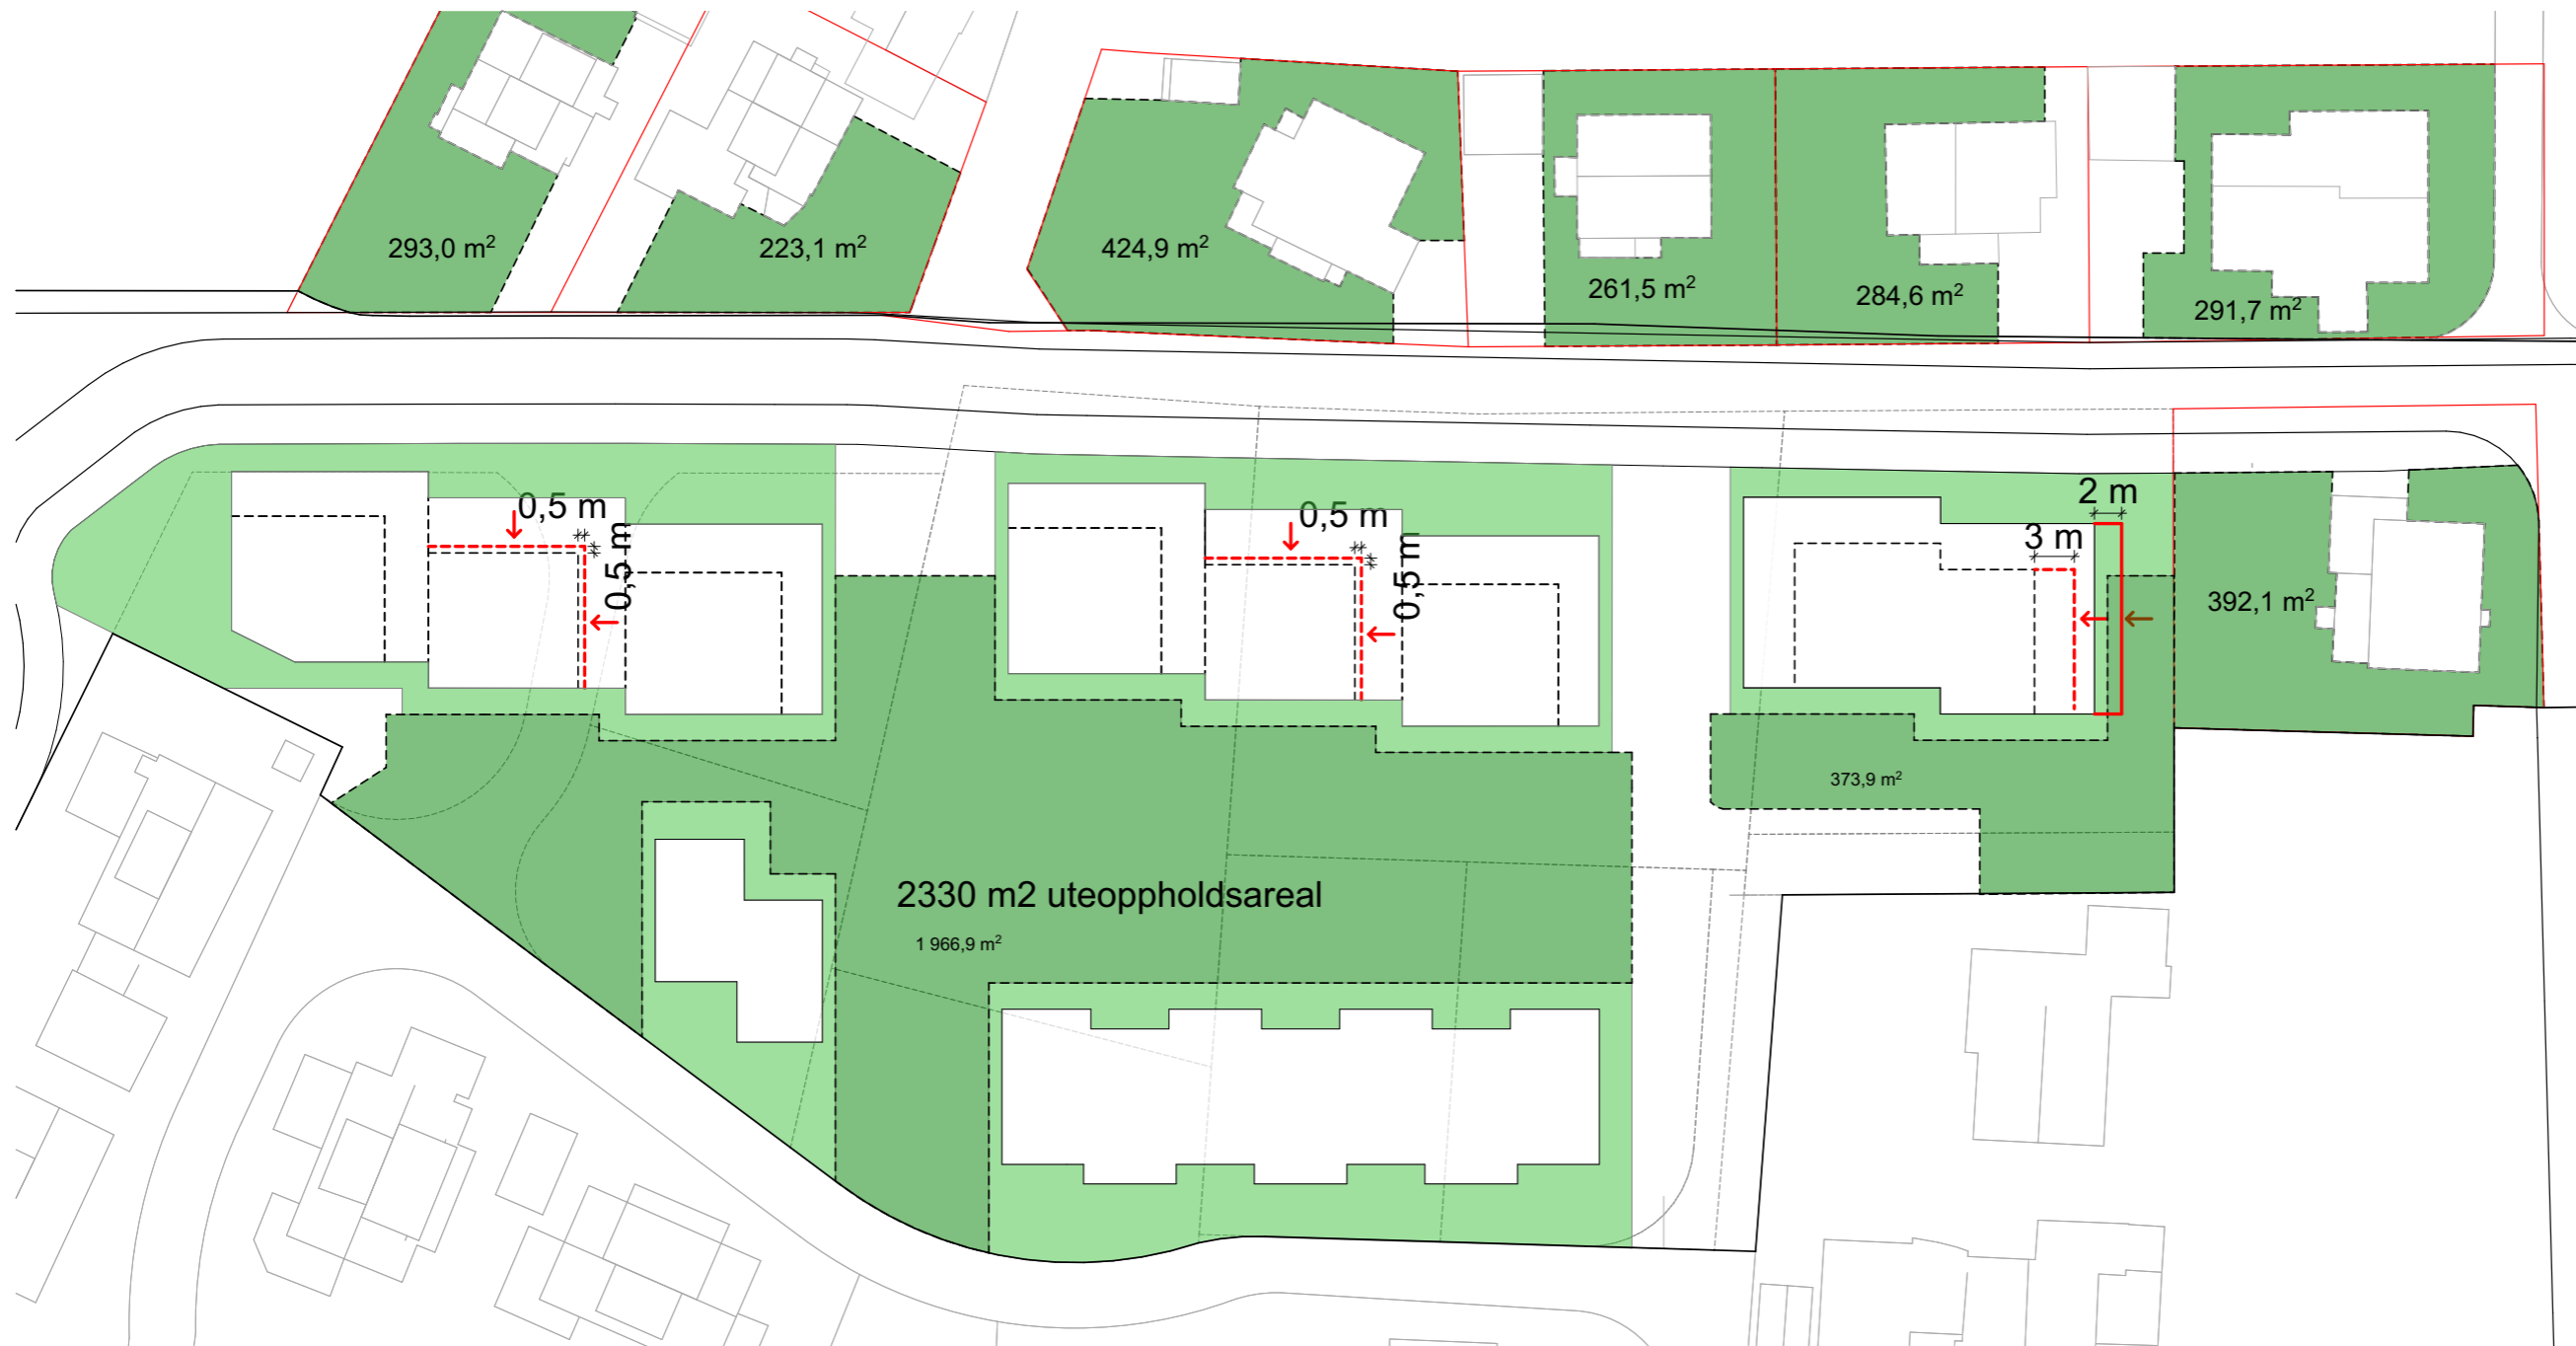 293,0 m²
223,1 m²
424,9 m²
261,5 m²
284,6 m²
291,7 m²
0,5 m
0,5 m
0,5 m
0,5 m
2 m
3 m
392,1 m²
373,9 m²
2330 m2 uteoppholdsareal
1 966,9 m²